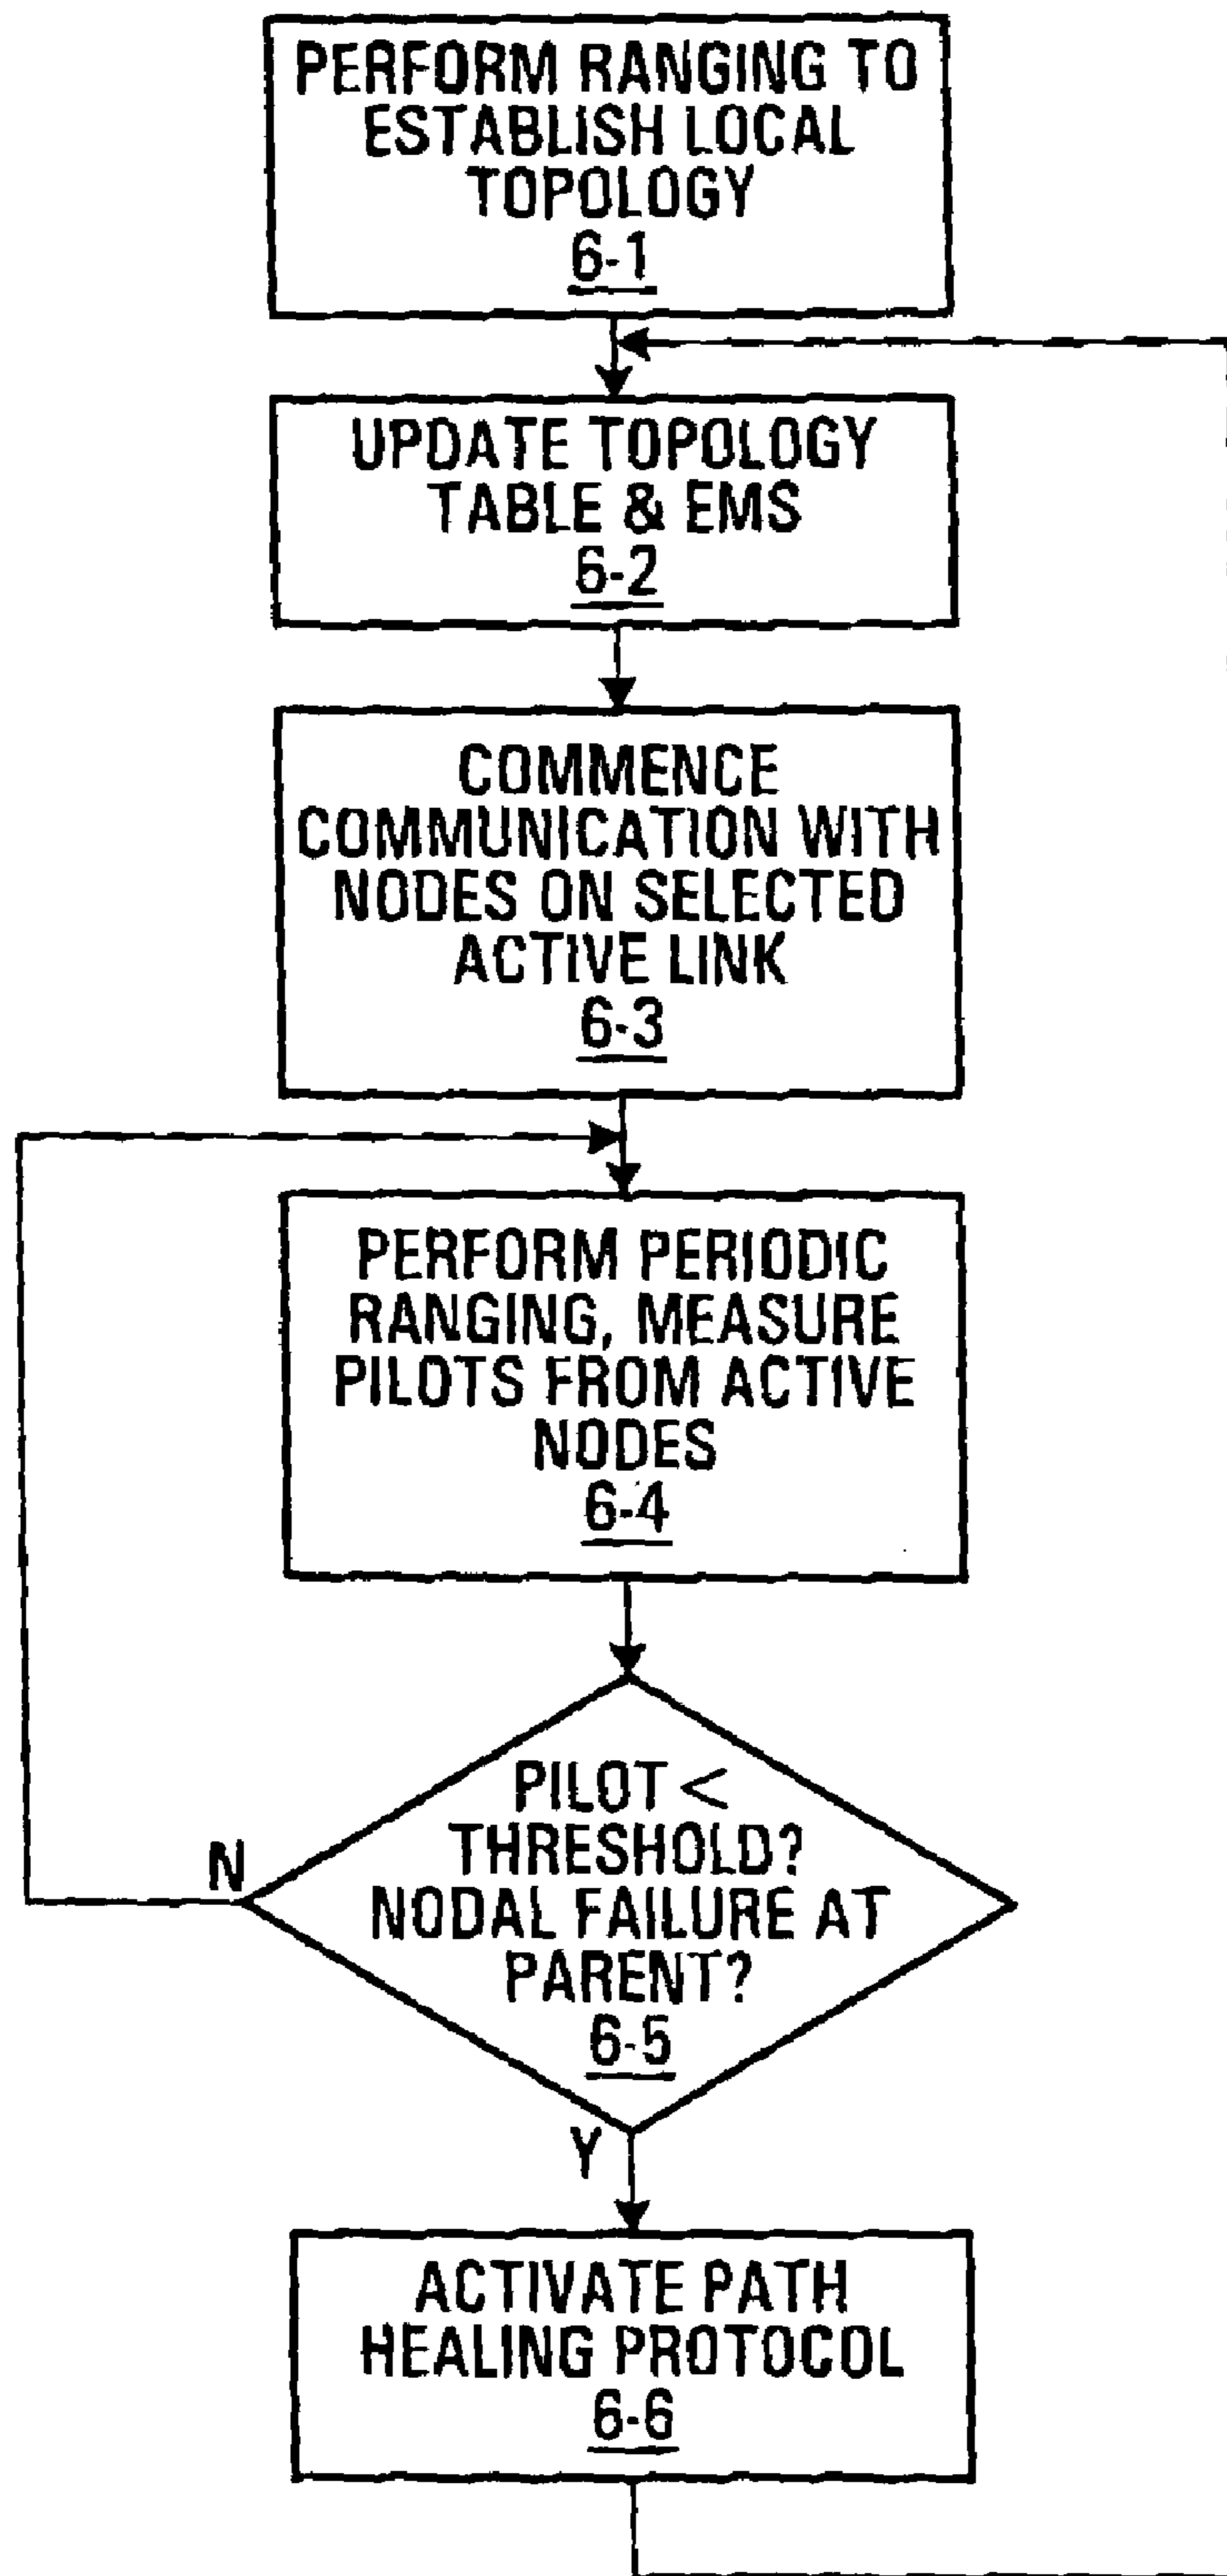 PERFORM RANGING TO
ESTABLISH LOCAL
TOPOLOGY
6-1
UPDATE TOPOLOGY
TABLE & EMS
6-2
COMMENCE
COMMUNICATION WITH
NODES ON SELECTED
ACTIVE LINK
6-3
PERFORM PERIODIC
RANGING, MEASURE
PILOTS FROM ACTIVE
NODES
6-4
PILOT <
THRESHOLD?
N
NODAL FAILURE AT
PARENT?
6-5
Y
ACTIVATE PATH
HEALING PROTOCOL
6-6